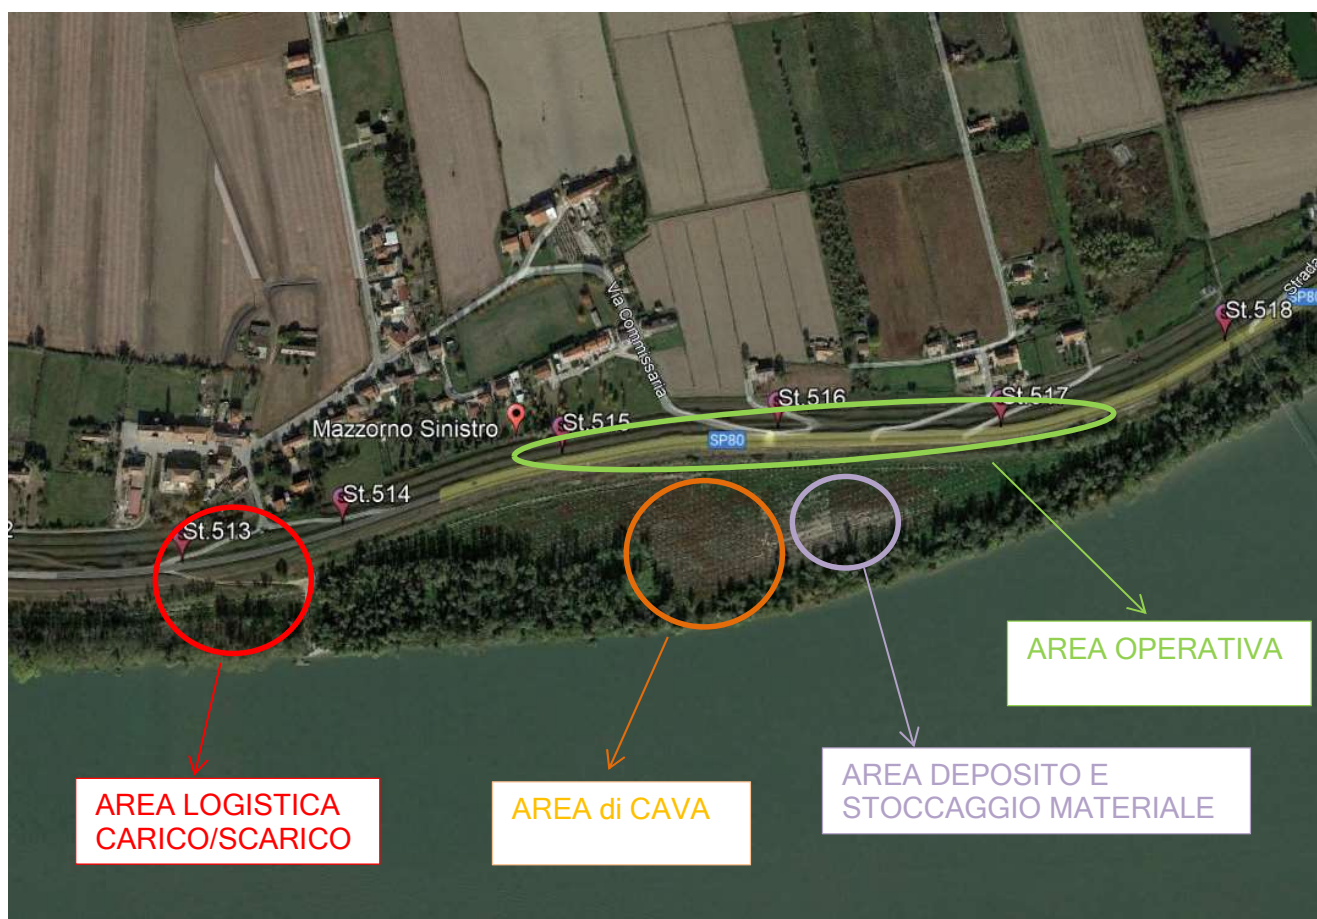 St.518
Strada
SP80
Via Commissaria
St.516
St.517
St.515
Mazzorno Sinistro
SP80
St.514
St.513
2
AREA OPERATIVA
AREA LOGISTICA
CARICO/SCARICO
AREA di CAVA
AREA DEPOSITO E
STOCCAGGIO MATERIALE